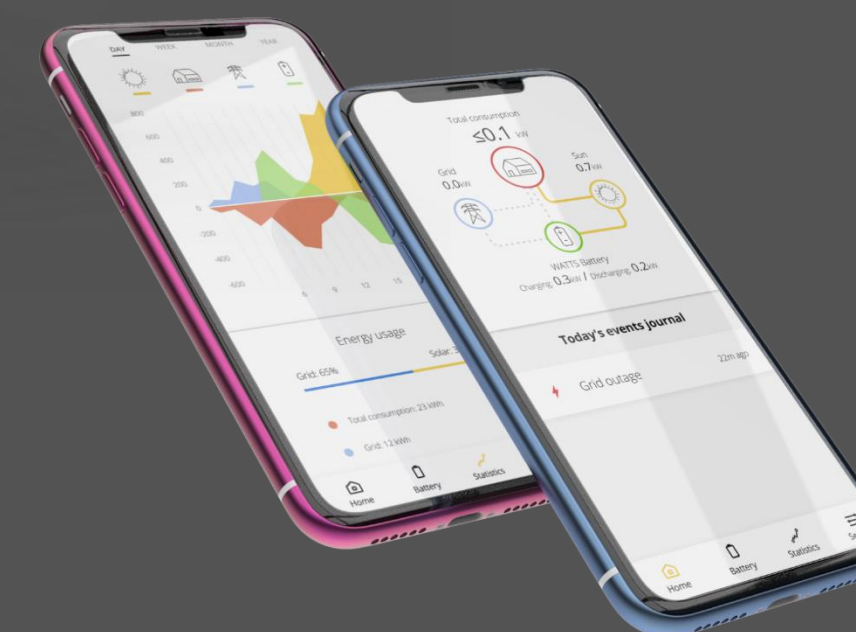 DAY WEEK MONTH YEAR
800
600
400
200
0
-200
-400
-600
6 9 12 15
Energy usage
Grid: 65% Solar: 3
Total consumption: 23 kWh
Grid: 12 kWh
Home Battery Statistics
Total consumption
≤0.1 kW
Grid
0.0kW
Sun
0.7kW
WATTS Battery
Charging 0.3kW / Discharging 0.2kW
Today's events journal
Grid outage 22m ago
Home Battery Statistics Se